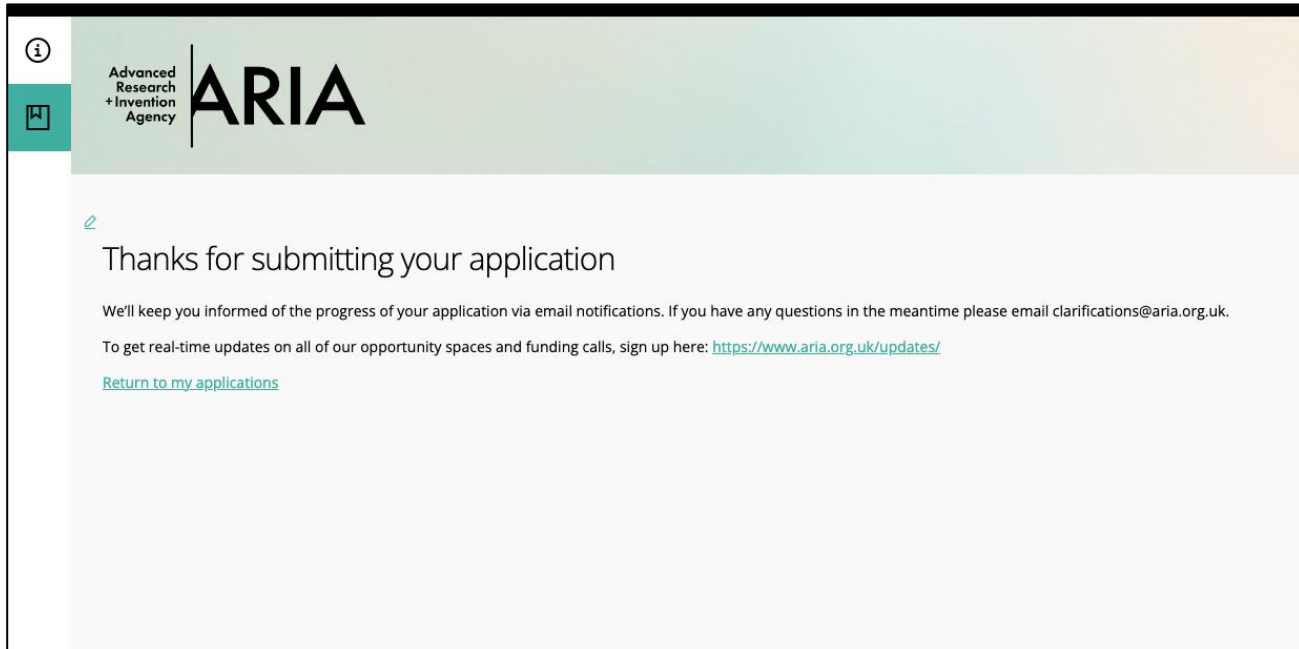 Advanced
Research
+Invention
Agency
ARIA
Thanks for submitting your application
We'll keep you informed of the progress of your application via email notifications. If you have any questions in the meantime please email clarifications@aria.org.uk.
To get real-time updates on all of our opportunity spaces and funding calls, sign up here: https://www.aria.org.uk/updates/
Return to my applications